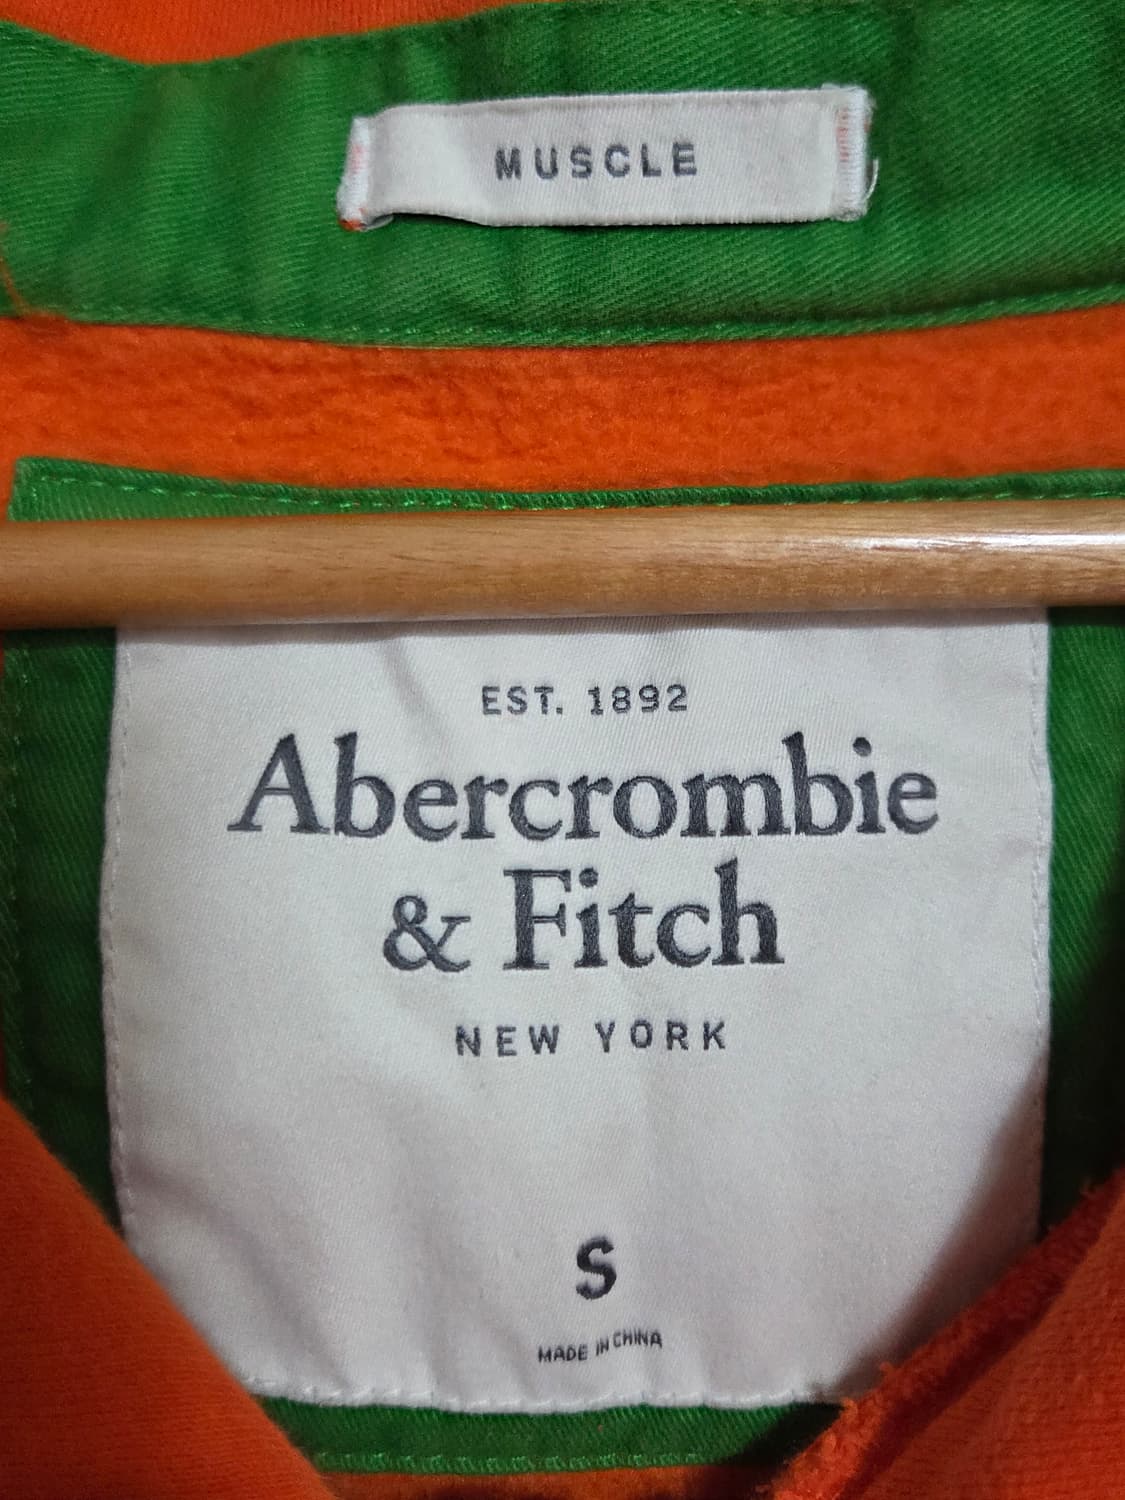 MUSCLE
EST. 1892
Abercrombie
& Fitch
NEW YORK
S
MADE IN CHINA